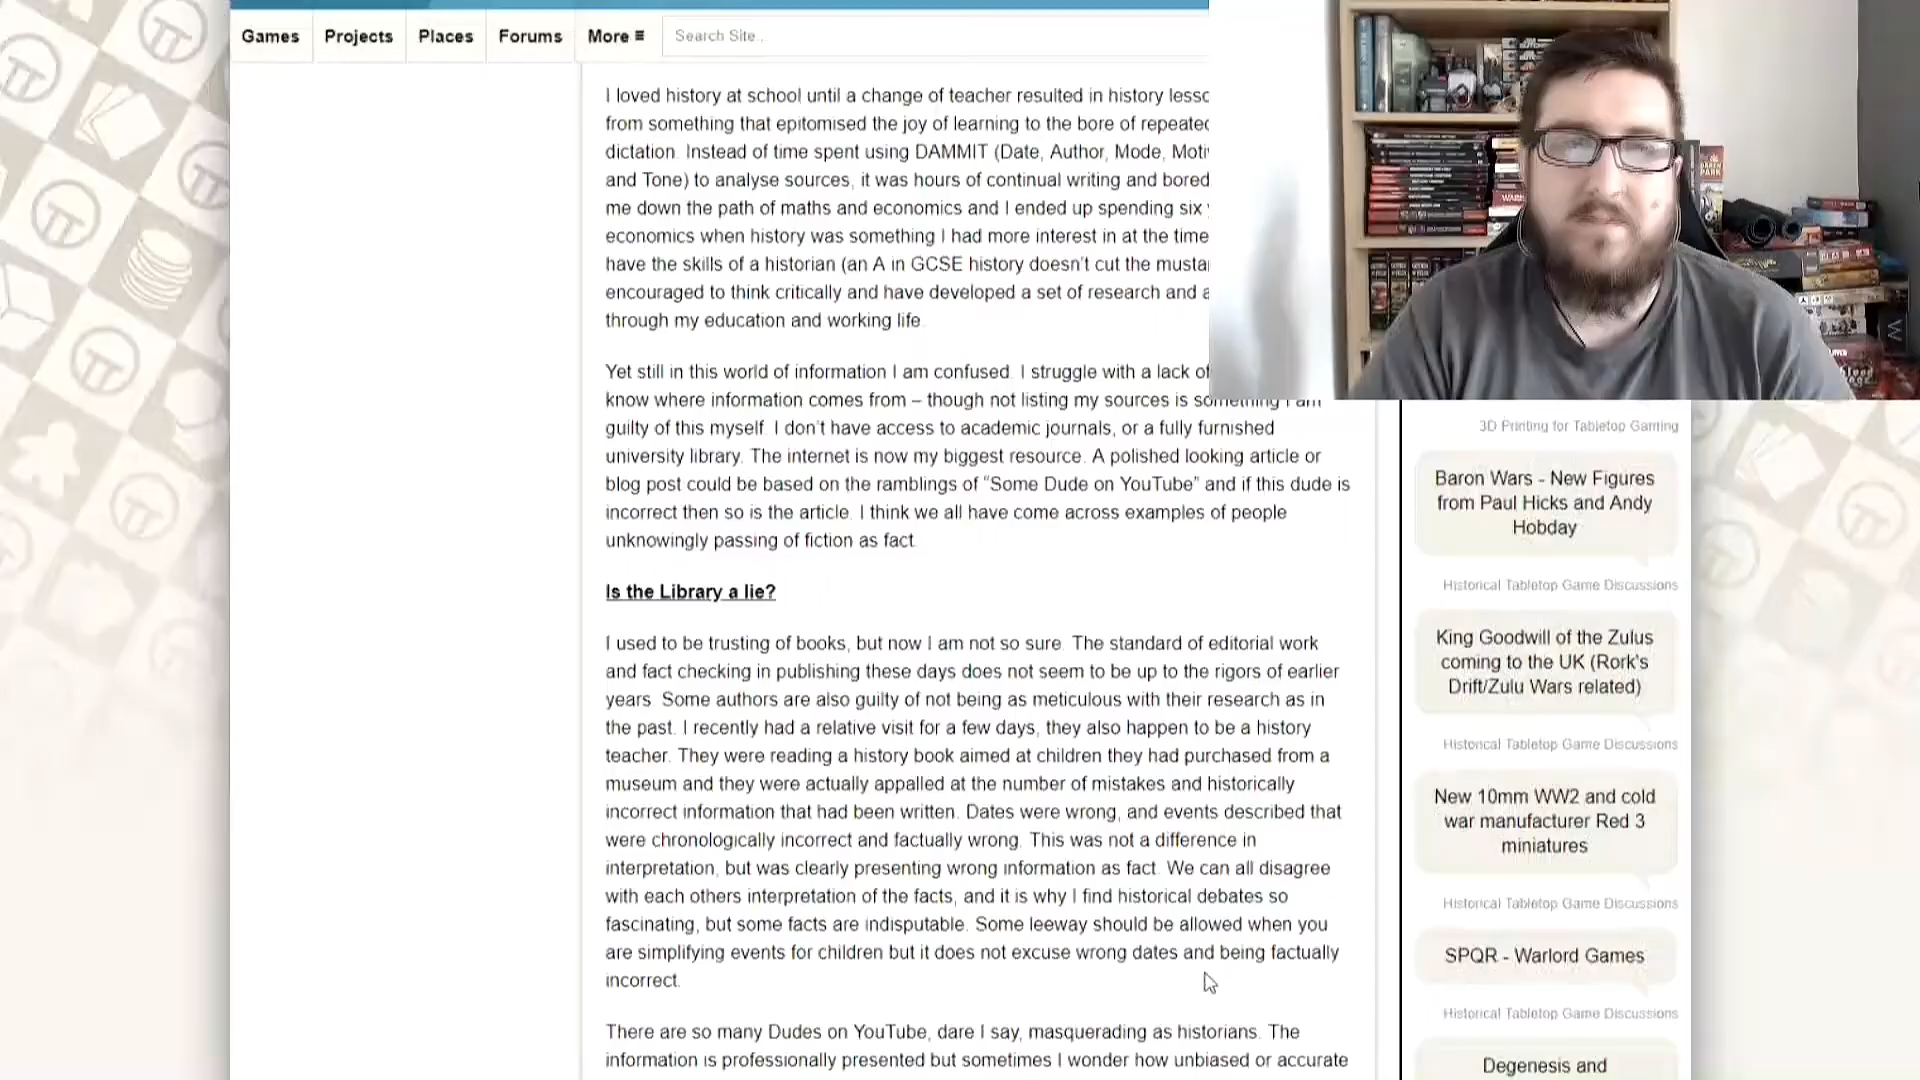 Games Projects Places Forums More ≡ Search Site..
I loved history at school until a change of teacher resulted in history
from something that epitomised the joy of learning to the bore of
dictation. Instead of time spent using DAMMIT (Date, Author, Mode,
and Tone) to analyse sources, it was hours of continual writing and
me down the path of maths and economics and I ended up spending six
economics when history was something I had more interest in at the time
have the skills of a historian (an A in GCSE history doesn't cut the
encouraged to think critically and have developed a set of research and
through my education and working life.
Yet still in this world of information I am confused. I struggle with a lack
know where information comes from – though not listing my sources is something I am
guilty of this myself. I don't have access to academic journals, or a fully furnished
university library. The internet is now my biggest resource. A polished looking article or
blog post could be based on the ramblings of "Some Dude on YouTube" and if this dude is
incorrect then so is the article. I think we all have come across examples of people
unknowingly passing of fiction as fact.
Is the Library a lie?
I used to be trusting of books, but now I am not so sure. The standard of editorial work
and fact checking in publishing these days does not seem to be up to the rigors of earlier
years. Some authors are also guilty of not being as meticulous with their research as in
the past. I recently had a relative visit for a few days, they also happen to be a history
teacher. They were reading a history book aimed at children they had purchased from a
museum and they were actually appalled at the number of mistakes and historically
incorrect information that had been written. Dates were wrong, and events described that
were chronologically incorrect and factually wrong. This was not a difference in
interpretation, but was clearly presenting wrong information as fact. We can all disagree
with each others interpretation of the facts, and it is why I find historical debates so
fascinating, but some facts are indisputable. Some leeway should be allowed when you
are simplifying events for children but it does not excuse wrong dates and being factually
incorrect.
There are so many Dudes on YouTube, dare I say, masquerading as historians. The
information is professionally presented but sometimes I wonder how unbiased or accurate
3D Printing for Tabletop Gaming
Baron Wars - New Figures
from Paul Hicks and Andy
Hobday
Historical Tabletop Game Discussions
King Goodwill of the Zulus
coming to the UK (Rork's
Drift/Zulu Wars related)
Historical Tabletop Game Discussions
New 10mm WW2 and cold
war manufacturer Red 3
miniatures
Historical Tabletop Game Discussions
SPQR - Warlord Games
Historical Tabletop Game Discussions
Degenesis and